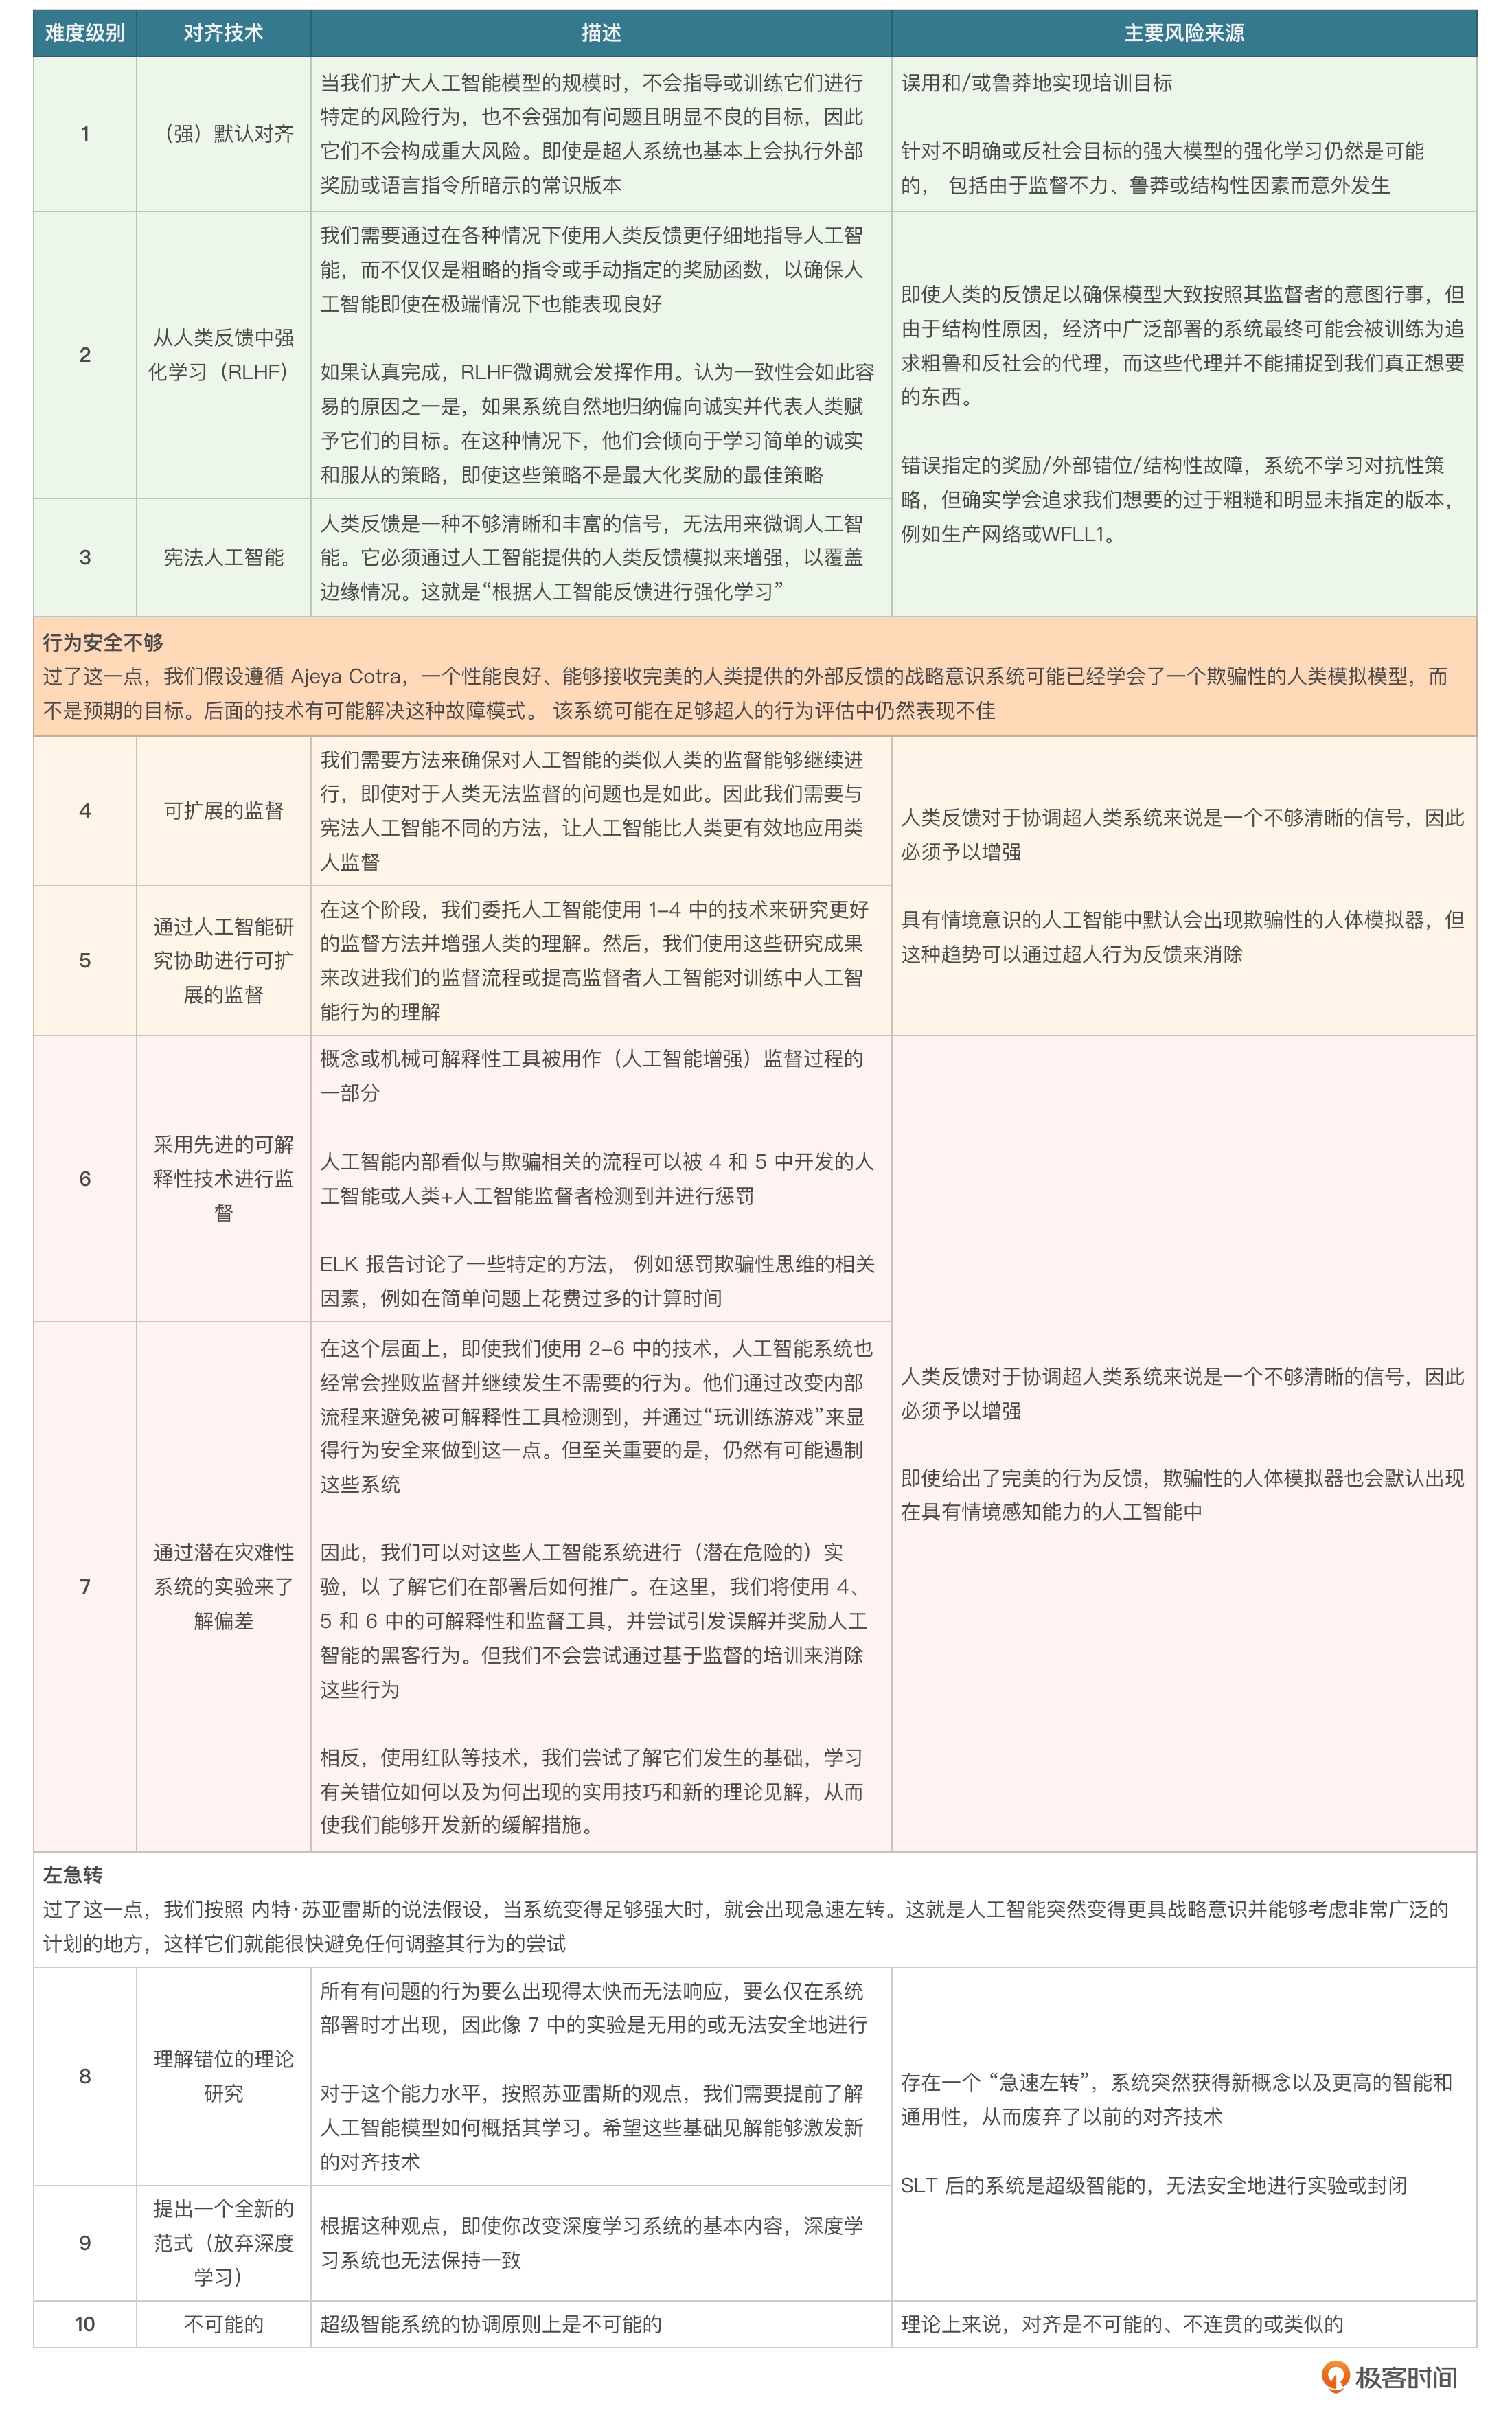 难度级别 对齐技术 描述 主要风险来源
1
（强）默认对齐
当我们扩大人工智能模型的规模时，不会指导或训练它们进行
特定的风险行为，也不会强加有问题且明显不良的目标，因此
它们不会构成重大风险。即使是超人系统也基本上会执行外部
奖励或语言指令所暗示的常识版本
误用和/或鲁莽地实现培训目标
针对不明确或反社会目标的强大模型的强化学习仍然是可能
的， 包括由于监督不力、鲁莽或结构性因素而意外发生
2
从人类反馈中强
化学习（RLHF）
我们需要通过在各种情况下使用人类反馈更仔细地指导人工智
能，而不仅仅是粗略的指令或手动指定的奖励函数，以确保人
工智能即使在极端情况下也能表现良好
如果认真完成，RLHF微调就会发挥作用。认为一致性会如此容
易的原因之一是，如果系统自然地归纳偏向诚实并代表人类赋
予它们的目标。在这种情况下，他们会倾向于学习简单的诚实
和服从的策略，即使这些策略不是最大化奖励的最佳策略
即使人类的反馈足以确保模型大致按照其监督者的意图行事，但
由于结构性原因，经济中广泛部署的系统最终可能会被训练为追
求粗鲁和反社会的代理，而这些代理并不能捕捉到我们真正想要
的东西。
错误指定的奖励/外部错位/结构性故障，系统不学习对抗性策
略，但确实学会追求我们想要的过于粗糙和明显未指定的版本，
例如生产网络或WFLL1。
3
宪法人工智能
人类反馈是一种不够清晰和丰富的信号，无法用来微调人工智
能。它必须通过人工智能提供的人类反馈模拟来增强，以覆盖
边缘情况。这就是“根据人工智能反馈进行强化学习”
行为安全不够
过了这一点，我们假设遵循 Ajeya Cotra，一个性能良好、能够接收完美的人类提供的外部反馈的战略意识系统可能已经学会了一个欺骗性的人类模拟模型，而
不是预期的目标。后面的技术有可能解决这种故障模式。 该系统可能在足够超人的行为评估中仍然表现不佳
4
可扩展的监督
我们需要方法来确保对人工智能的类似人类的监督能够继续进
行，即使对于人类无法监督的问题也是如此。因此我们需要与
宪法人工智能不同的方法，让人工智能比人类更有效地应用类
人监督
人类反馈对于协调超人类系统来说是一个不够清晰的信号，因此
必须予以增强
具有情境意识的人工智能中默认会出现欺骗性的人体模拟器，但
这种趋势可以通过超人行为反馈来消除
5
通过人工智能研
究协助进行可扩
展的监督
在这个阶段，我们委托人工智能使用 1–4 中的技术来研究更好
的监督方法并增强人类的理解。然后，我们使用这些研究成果
来改进我们的监督流程或提高监督者人工智能对训练中人工智
能行为的理解
6
采用先进的可解
释性技术进行监
督
概念或机械可解释性工具被用作（人工智能增强）监督过程的
一部分
人工智能内部看似与欺骗相关的流程可以被 4 和 5 中开发的人
工智能或人类+人工智能监督者检测到并进行惩罚
ELK 报告讨论了一些特定的方法， 例如惩罚欺骗性思维的相关
因素，例如在简单问题上花费过多的计算时间
人类反馈对于协调超人类系统来说是一个不够清晰的信号，因此
必须予以增强
即使给出了完美的行为反馈，欺骗性的人体模拟器也会默认出现
在具有情境感知能力的人工智能中
7
通过潜在灾难性
系统的实验来了
解偏差
在这个层面上，即使我们使用 2–6 中的技术，人工智能系统也
经常会挫败监督并继续发生不需要的行为。他们通过改变内部
流程来避免被可解释性工具检测到，并通过“玩训练游戏”来显
得行为安全来做到这一点。但至关重要的是，仍然有可能遏制
这些系统
因此，我们可以对这些人工智能系统进行（潜在危险的）实
验，以 了解它们在部署后如何推广。在这里，我们将使用 4、
5 和 6 中的可解释性和监督工具，并尝试引发误解并奖励人工
智能的黑客行为。但我们不会尝试通过基于监督的培训来消除
这些行为
相反，使用红队等技术，我们尝试了解它们发生的基础，学习
有关错位如何以及为何出现的实用技巧和新的理论见解，从而
使我们能够开发新的缓解措施。
左急转
过了这一点，我们按照 内特·苏亚雷斯的说法假设，当系统变得足够强大时，就会出现急速左转。这就是人工智能突然变得更具战略意识并能够考虑非常广泛的
计划的地方，这样它们就能很快避免任何调整其行为的尝试
8
理解错位的理论
研究
所有有问题的行为要么出现得太快而无法响应，要么仅在系统
部署时才出现，因此像 7 中的实验是无用的或无法安全地进行
对于这个能力水平，按照苏亚雷斯的观点，我们需要提前了解
人工智能模型如何概括其学习。希望这些基础见解能够激发新
的对齐技术
存在一个 “急速左转”，系统突然获得新概念以及更高的智能和
通用性，从而废弃了以前的对齐技术
SLT 后的系统是超级智能的，无法安全地进行实验或封闭
9
提出一个全新的
范式（放弃深度
学习）
根据这种观点，即使你改变深度学习系统的基本内容，深度学
习系统也无法保持一致
10 不可能的 超级智能系统的协调原则上是不可能的 理论上来说，对齐是不可能的、不连贯的或类似的
极客时间